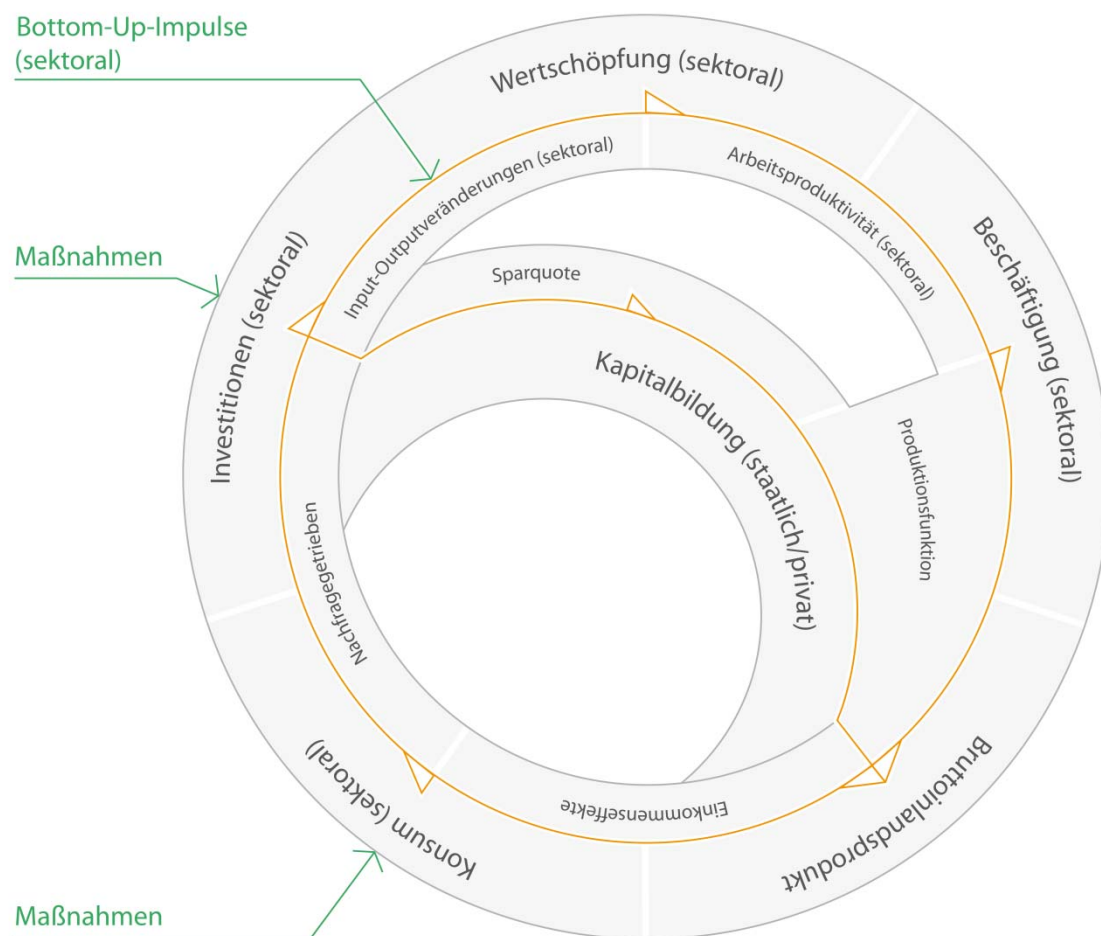 Bottom-Up-Impulse
(sektoral)
Wertschöpfung (sektoral)
Input-Outputveränderungen (sektoral)
Arbeitsproduktivität (sektoral)
Maßnahmen
Investitionen (sektoral)
Sparquote
Beschäftigung (sektoral)
Kapitalbildung (staatlich/privat)
Produktionsfunktion
Nachfragegetrieben
Einkommenseffekte
Konsum (sektoral)
Bruttoinlandsprodukt
Maßnahmen